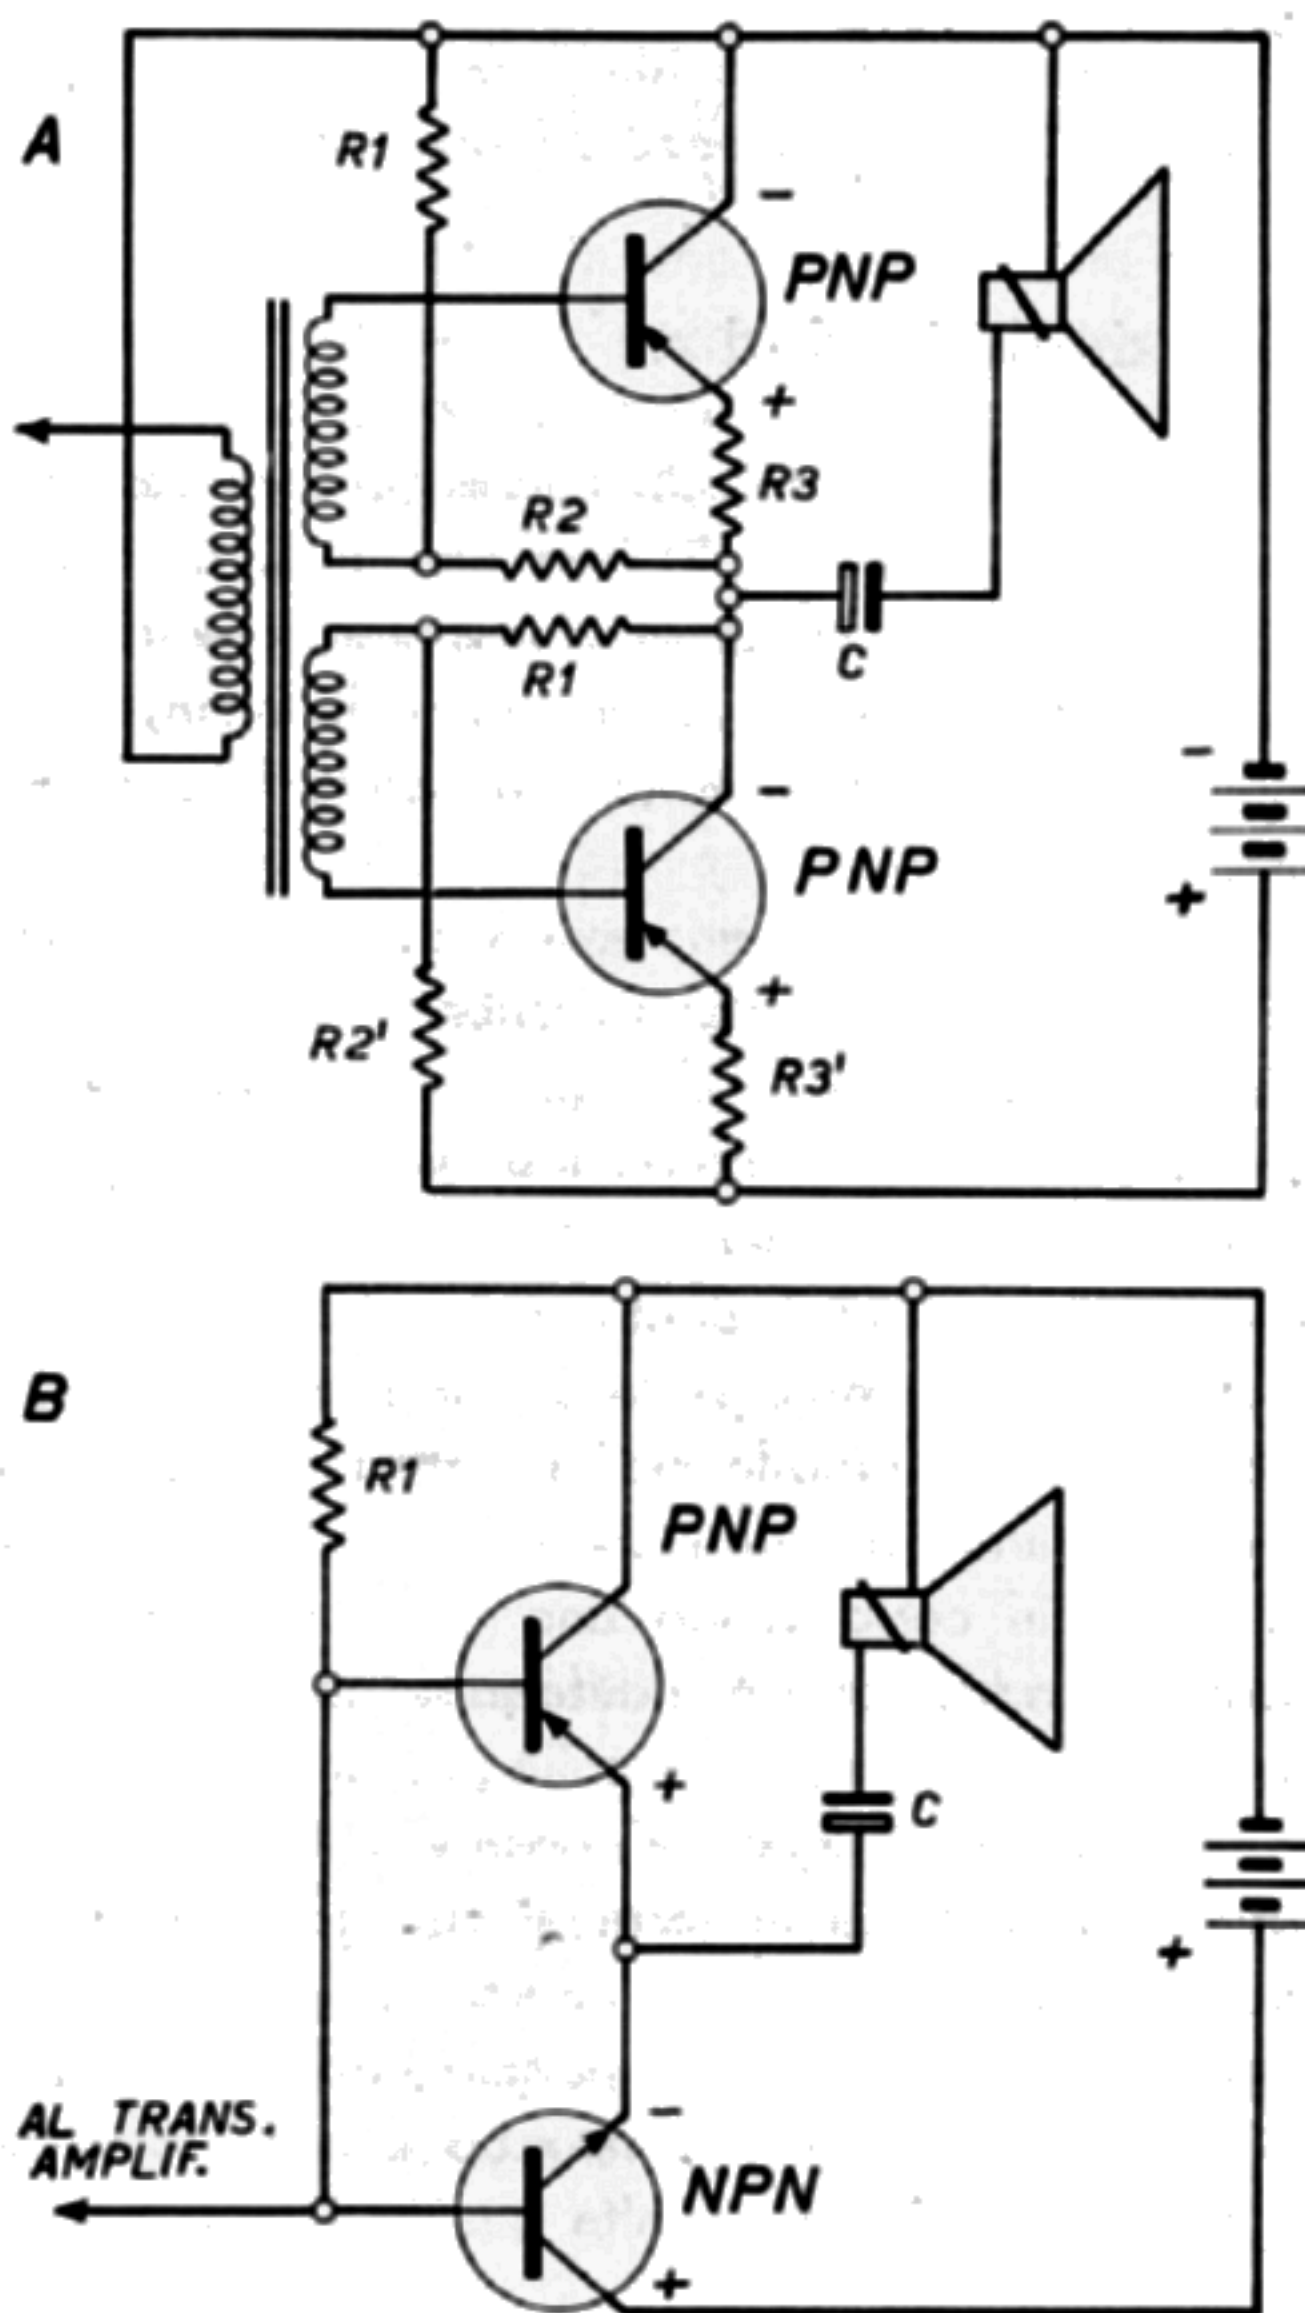 A
R1
-
PNP
+
R3
R2
R1
C
-
PNP
-
+
+
R2'
R3'
B
R1
PNP
+
C
+
AL TRANS.
AMPLIF.
-
NPN
+